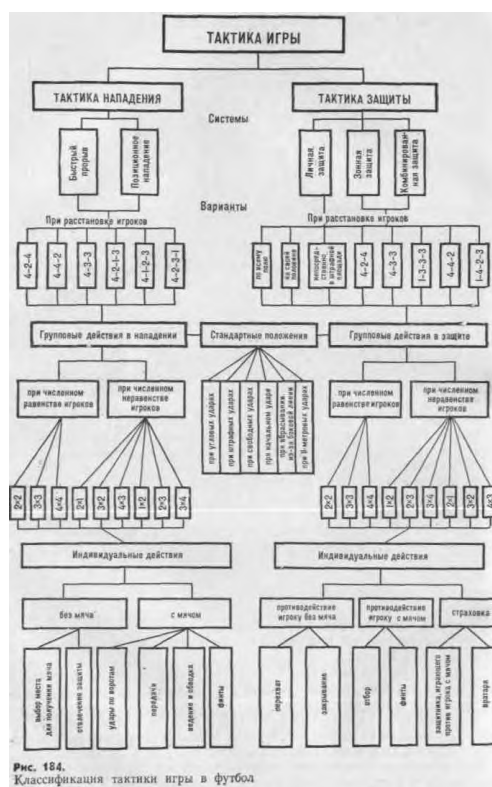 ТАКТИКА ИГРЫ
ТАКТИКА НАПАДЕНИЯ
ТАКТИКА ЗАЩИТЫ
Системы
Быстрый
прорыв
Позиционное
нападение
Личная
защита
Зонная
защита
Комбинирован-
ная защита
Варианты
При расстановке игроков
При расстановке игроков
4-2-4
4-4-2
4-3-3
4-2-1-3
4-1-2-3
4-2-3-1
по всему
полю
на своей
половине
непосред-
ственно
в штрафной
площади
4-2-4
4-3-3
1-3-3-3
4-4-2
1-4-2-3
Групповые действия в нападении
Стандартные положения
Групповые действия в защите
при численном
равенстве игроков
при численном
неравенстве
игроков
при угловых ударах
при штрафных ударах
при свободных ударах
при начальном ударе
при вбрасывании
из-за боковой линии
при 11-метровых ударах
при численном
равенстве игроков
при численном
неравенстве
игроков
2×2
3×3
4×4
2×1
3×2
4×3
1×2
2×3
3×4
2×2
3×3
4×4
1×2
2×3
3×4
2×1
3×2
4×3
Индивидуальные действия
Индивидуальные действия
без мяча
с мячом
противодействие
игроку без мяча
противодействие
игроку с мячом
страховка
выбор места
для получения мяча
отвлечение защиты
удары по воротам
передачи
ведение и обводка
финты
перехват
закрывание
отбор
финты
защитника, играющего
против игрока с мячом
вратаря
Рис. 184.
Классификация тактики игры в футбол